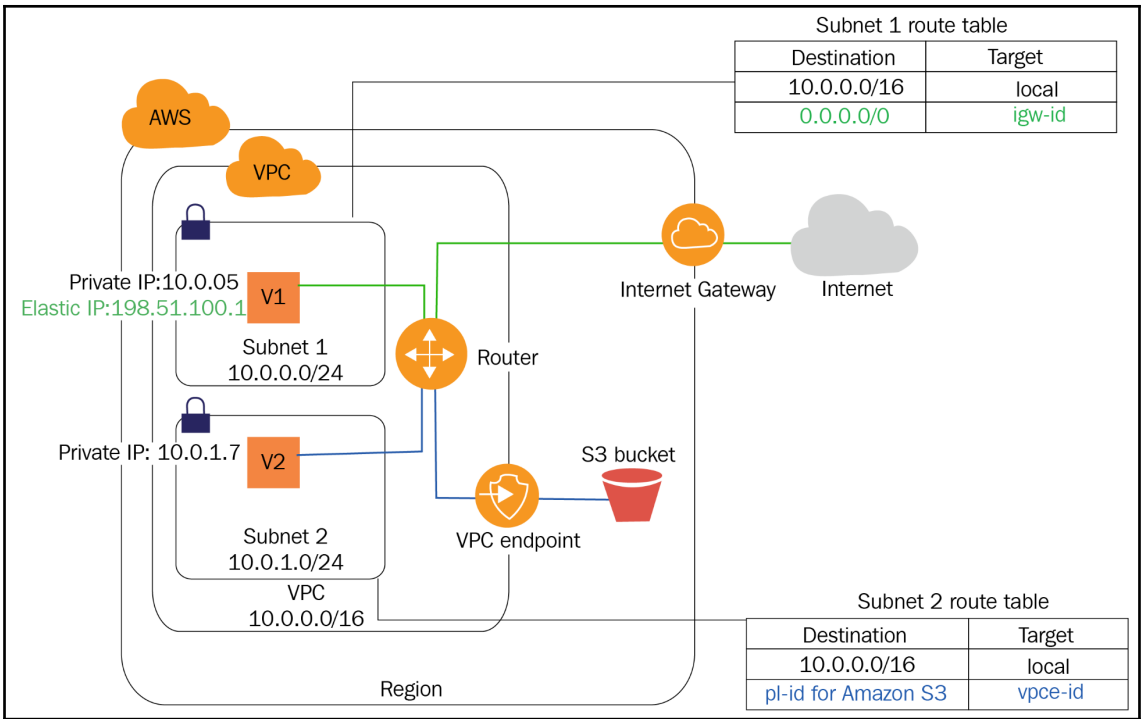 Subnet 1 route table
Destination Target
10.0.0.0/16 local
0.0.0.0/0 igw-id
AWS
VPC
Private IP:10.0.05
Elastic IP:198.51.100.1
V1
Subnet 1
10.0.0.0/24
Router
Internet Gateway
Internet
Private IP: 10.0.1.7
V2
Subnet 2
10.0.1.0/24
VPC
10.0.0.0/16
VPC endpoint
S3 bucket
Region
Subnet 2 route table
Destination Target
10.0.0.0/16 local
pl-id for Amazon S3 vpce-id